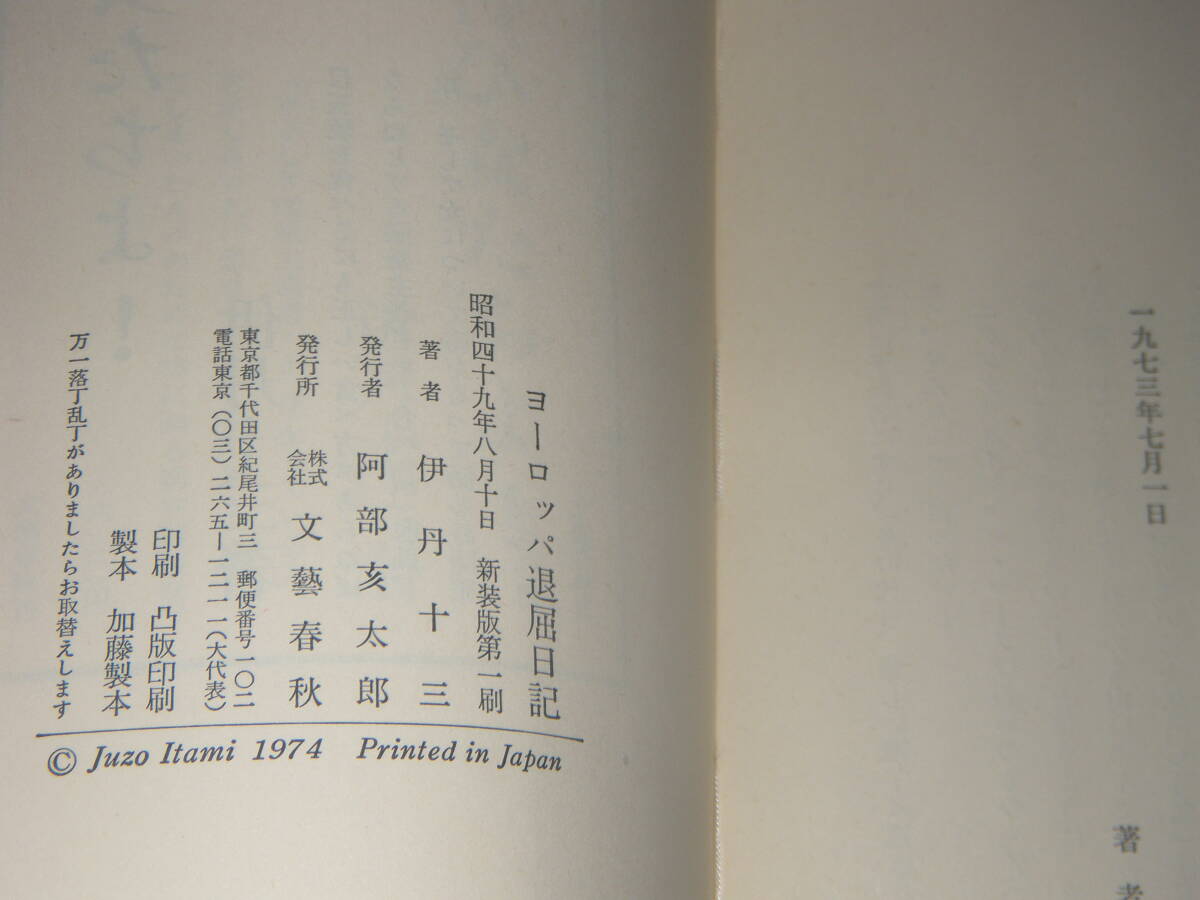 一九七三年七月一日
著者
ヨーロッパ退屈日記
昭和四十九年八月十日 新装版第一刷
著者 伊丹十三
発行者 阿部亥太郎
発行所 株式会社 文藝春秋
東京都千代田区紀尾井町三 郵便番号一〇二
電話東京(〇三)二六五―一二一一(大代表)
印刷 凸版印刷
製本 加藤製本
万一落丁乱丁がありましたらお取替えします
© Juzo Itami 1974 Printed in Japan